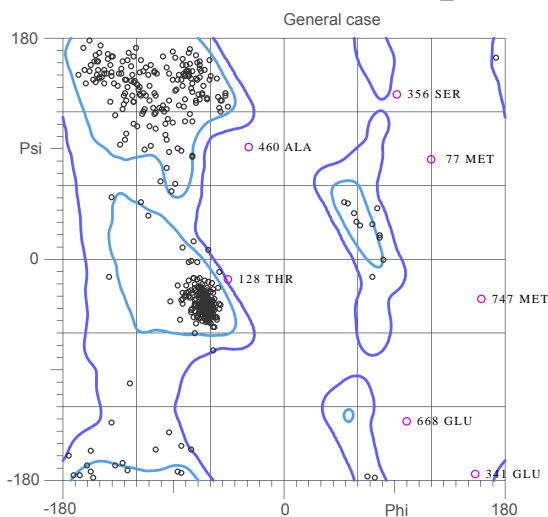 General case
180
356 SER
Psi
460 ALA
77 MET
0
128 THR
747 MET
668 GLU
341 GLU
-180
-180
0
Phi
180